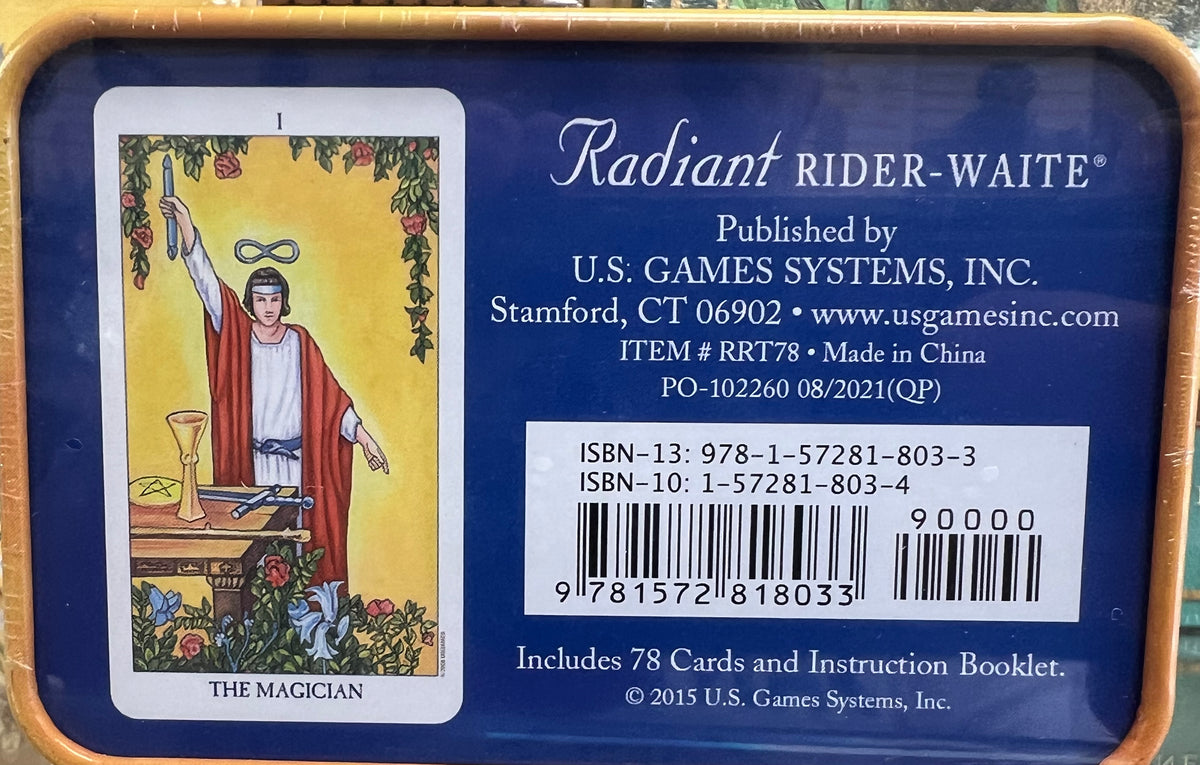 I
THE MAGICIAN
Radiant RIDER-WAITE®
Published by
U.S. GAMES SYSTEMS, INC.
Stamford, CT 06902 • www.usgamesinc.com
ITEM # RRT78 • Made in China
PO-102260 08/2021(QP)
ISBN-13: 978-1-57281-803-3
ISBN-10: 1-57281-803-4
90000
9 781572 818033
Includes 78 Cards and Instruction Booklet.
© 2015 U.S. Games Systems, Inc.